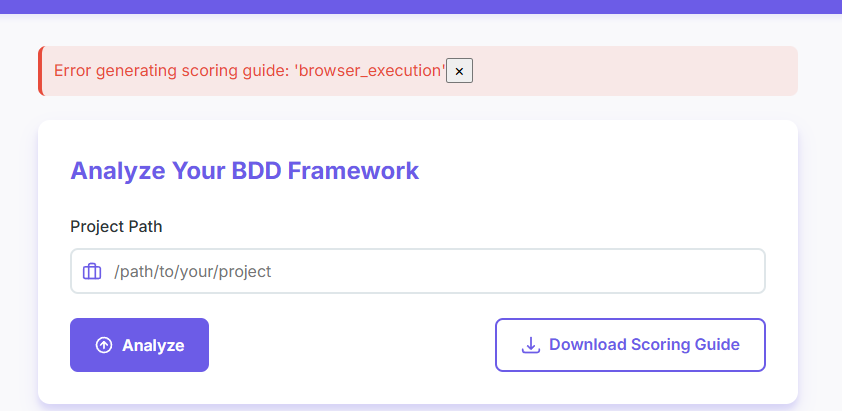 Error generating scoring guide: 'browser_execution' ×
Analyze Your BDD Framework
Project Path
/path/to/your/project
Analyze Download Scoring Guide